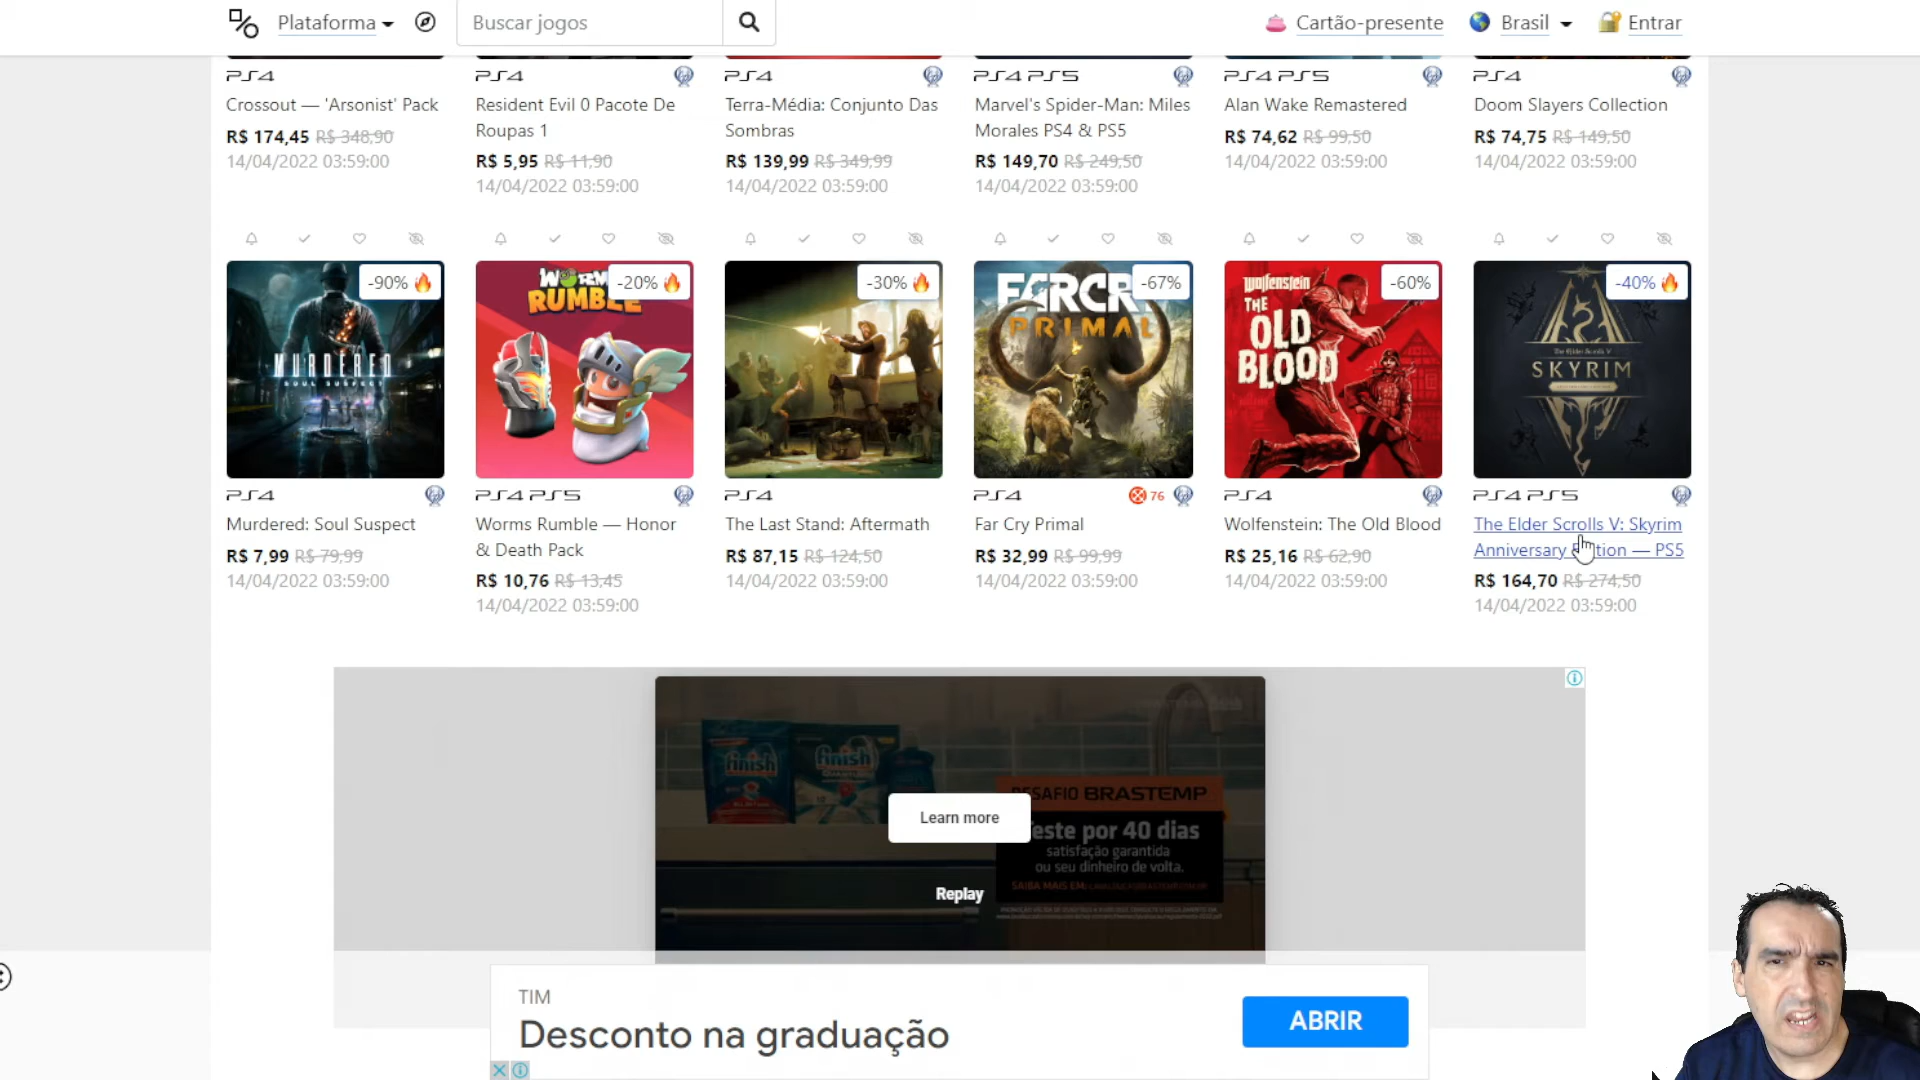 Plataforma
Buscar jogos
Cartão-presente
Brasil
Entrar
PS4
PS4
PS4
PS4 PS5
PS4 PS5
PS4
Crossout — 'Arsonist' Pack
Resident Evil 0 Pacote De
Roupas 1
Terra-Média: Conjunto Das
Sombras
Marvel's Spider-Man: Miles
Morales PS4 & PS5
Alan Wake Remastered
Doom Slayers Collection
R$ 174,45 R$ 348,90
14/04/2022 03:59:00
R$ 5,95 R$ 11,90
14/04/2022 03:59:00
R$ 139,99 R$ 349,99
14/04/2022 03:59:00
R$ 149,70 R$ 249,50
14/04/2022 03:59:00
R$ 74,62 R$ 99,50
14/04/2022 03:59:00
R$ 74,75 R$ 149,50
14/04/2022 03:59:00
-90%
MURDERED
SOUL SUSPECT
PS4
Murdered: Soul Suspect
R$ 7,99 R$ 79,99
14/04/2022 03:59:00
-20%
WORMS
RUMBLE
PS4 PS5
Worms Rumble — Honor
& Death Pack
R$ 10,76 R$ 13,45
14/04/2022 03:59:00
-30%
PS4
The Last Stand: Aftermath
R$ 87,15 R$ 124,50
14/04/2022 03:59:00
-67%
FARCRY
PRIMAL
PS4
76
Far Cry Primal
R$ 32,99 R$ 99,99
14/04/2022 03:59:00
-60%
Wolfenstein
THE
OLD
BLOOD
PS4
Wolfenstein: The Old Blood
R$ 25,16 R$ 62,90
14/04/2022 03:59:00
-40%
The Elder Scrolls V
SKYRIM
PS4 PS5
The Elder Scrolls V: Skyrim
Anniversary Edition — PS5
R$ 164,70 R$ 274,50
14/04/2022 03:59:00
finish
finish
QUANTUM
DESAFIO BRASTEMP
Teste por 40 dias
satisfação garantida
ou seu dinheiro de volta.
Learn more
Replay
TIM
Desconto na graduação
ABRIR